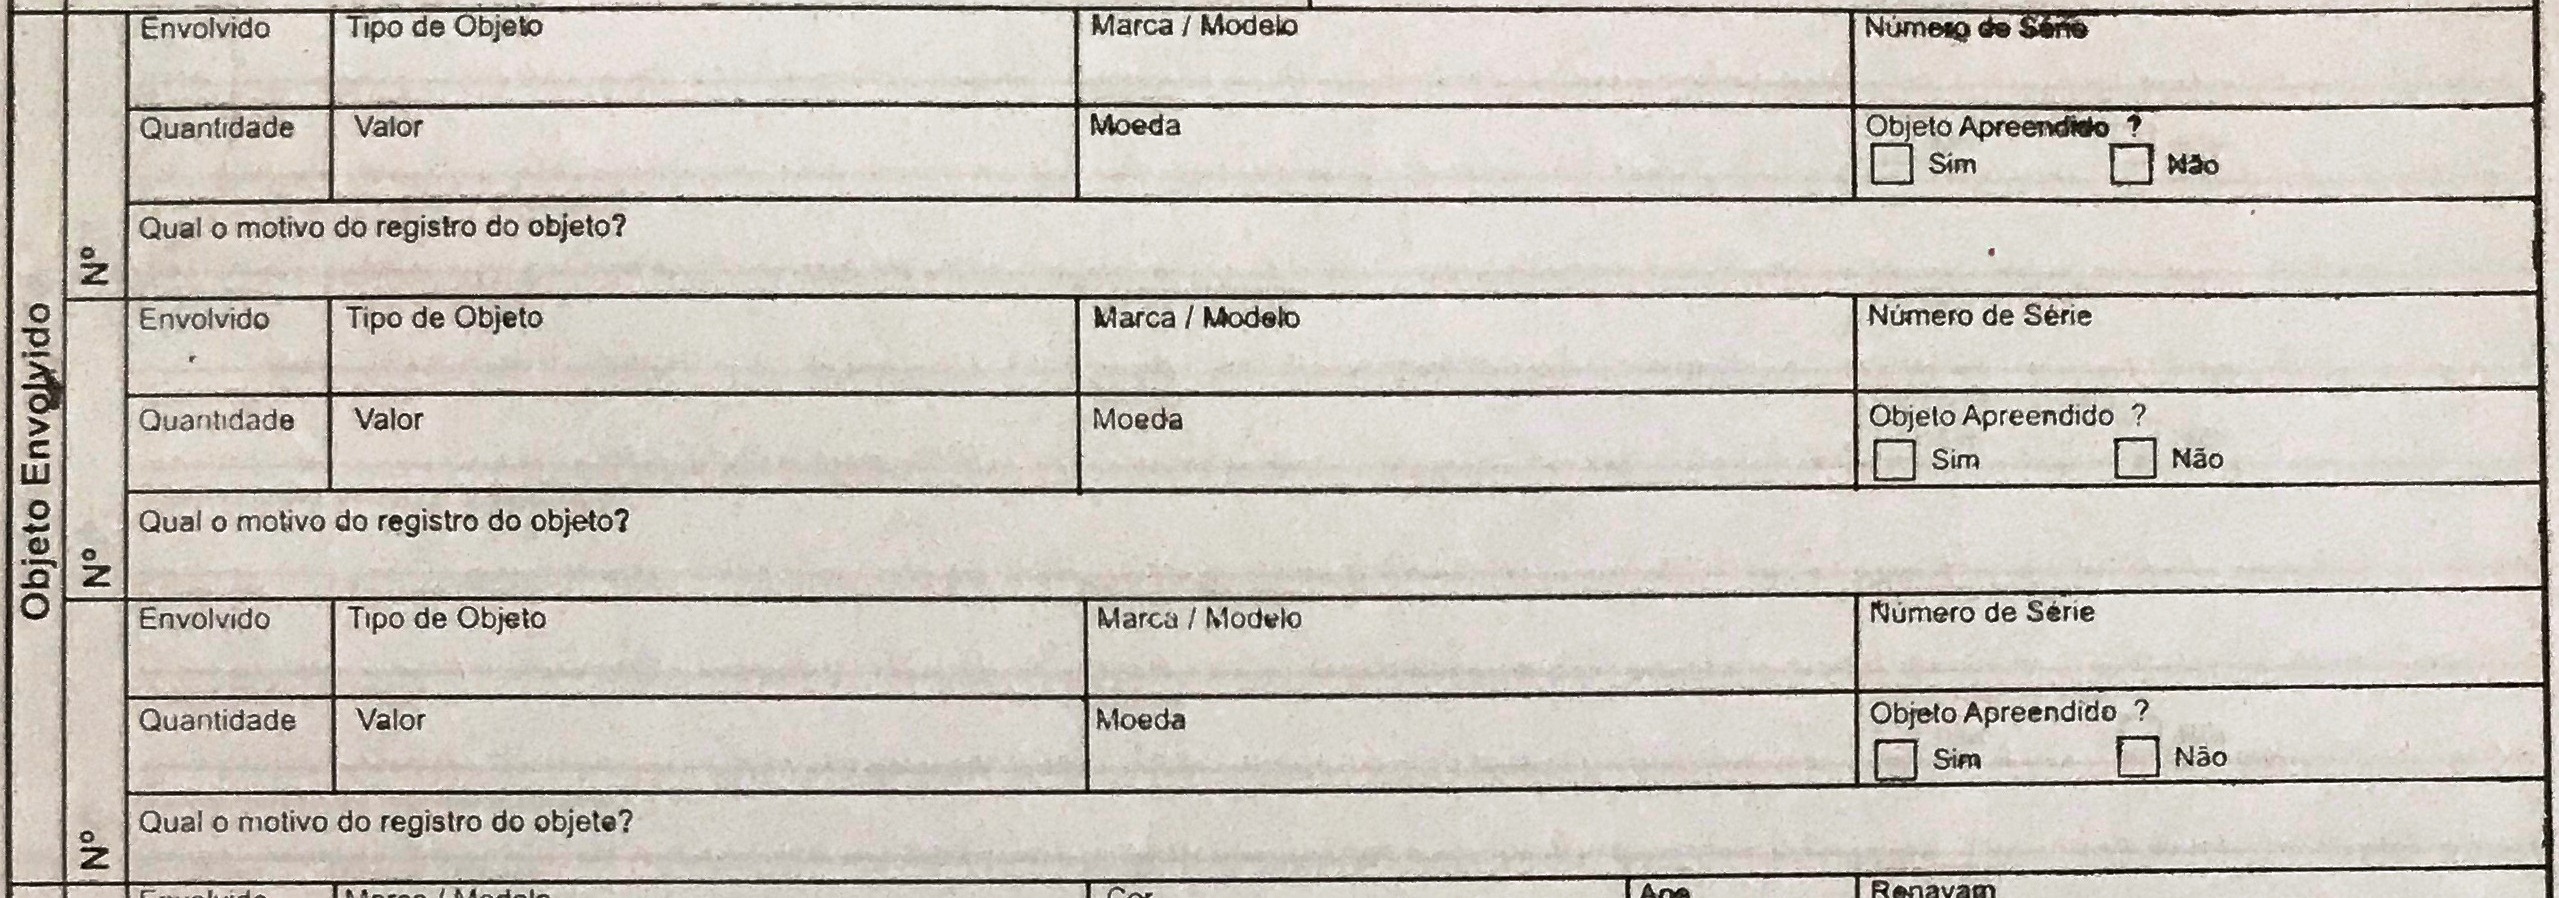 Objeto Envolvido
Nº
Envolvido Tipo de Objeto Marca / Modelo Número de Série
Quantidade Valor Moeda Objeto Apreendido ?
Sim Não
Qual o motivo do registro do objeto?
Nº
Envolvido Tipo de Objeto Marca / Modelo Número de Série
Quantidade Valor Moeda Objeto Apreendido ?
Sim Não
Qual o motivo do registro do objeto?
Nº
Envolvido Tipo de Objeto Marca / Modelo Número de Série
Quantidade Valor Moeda Objeto Apreendido ?
Sim Não
Qual o motivo do registro do objeto?
Envolvido Marca / Modelo Cor Ano Renavam